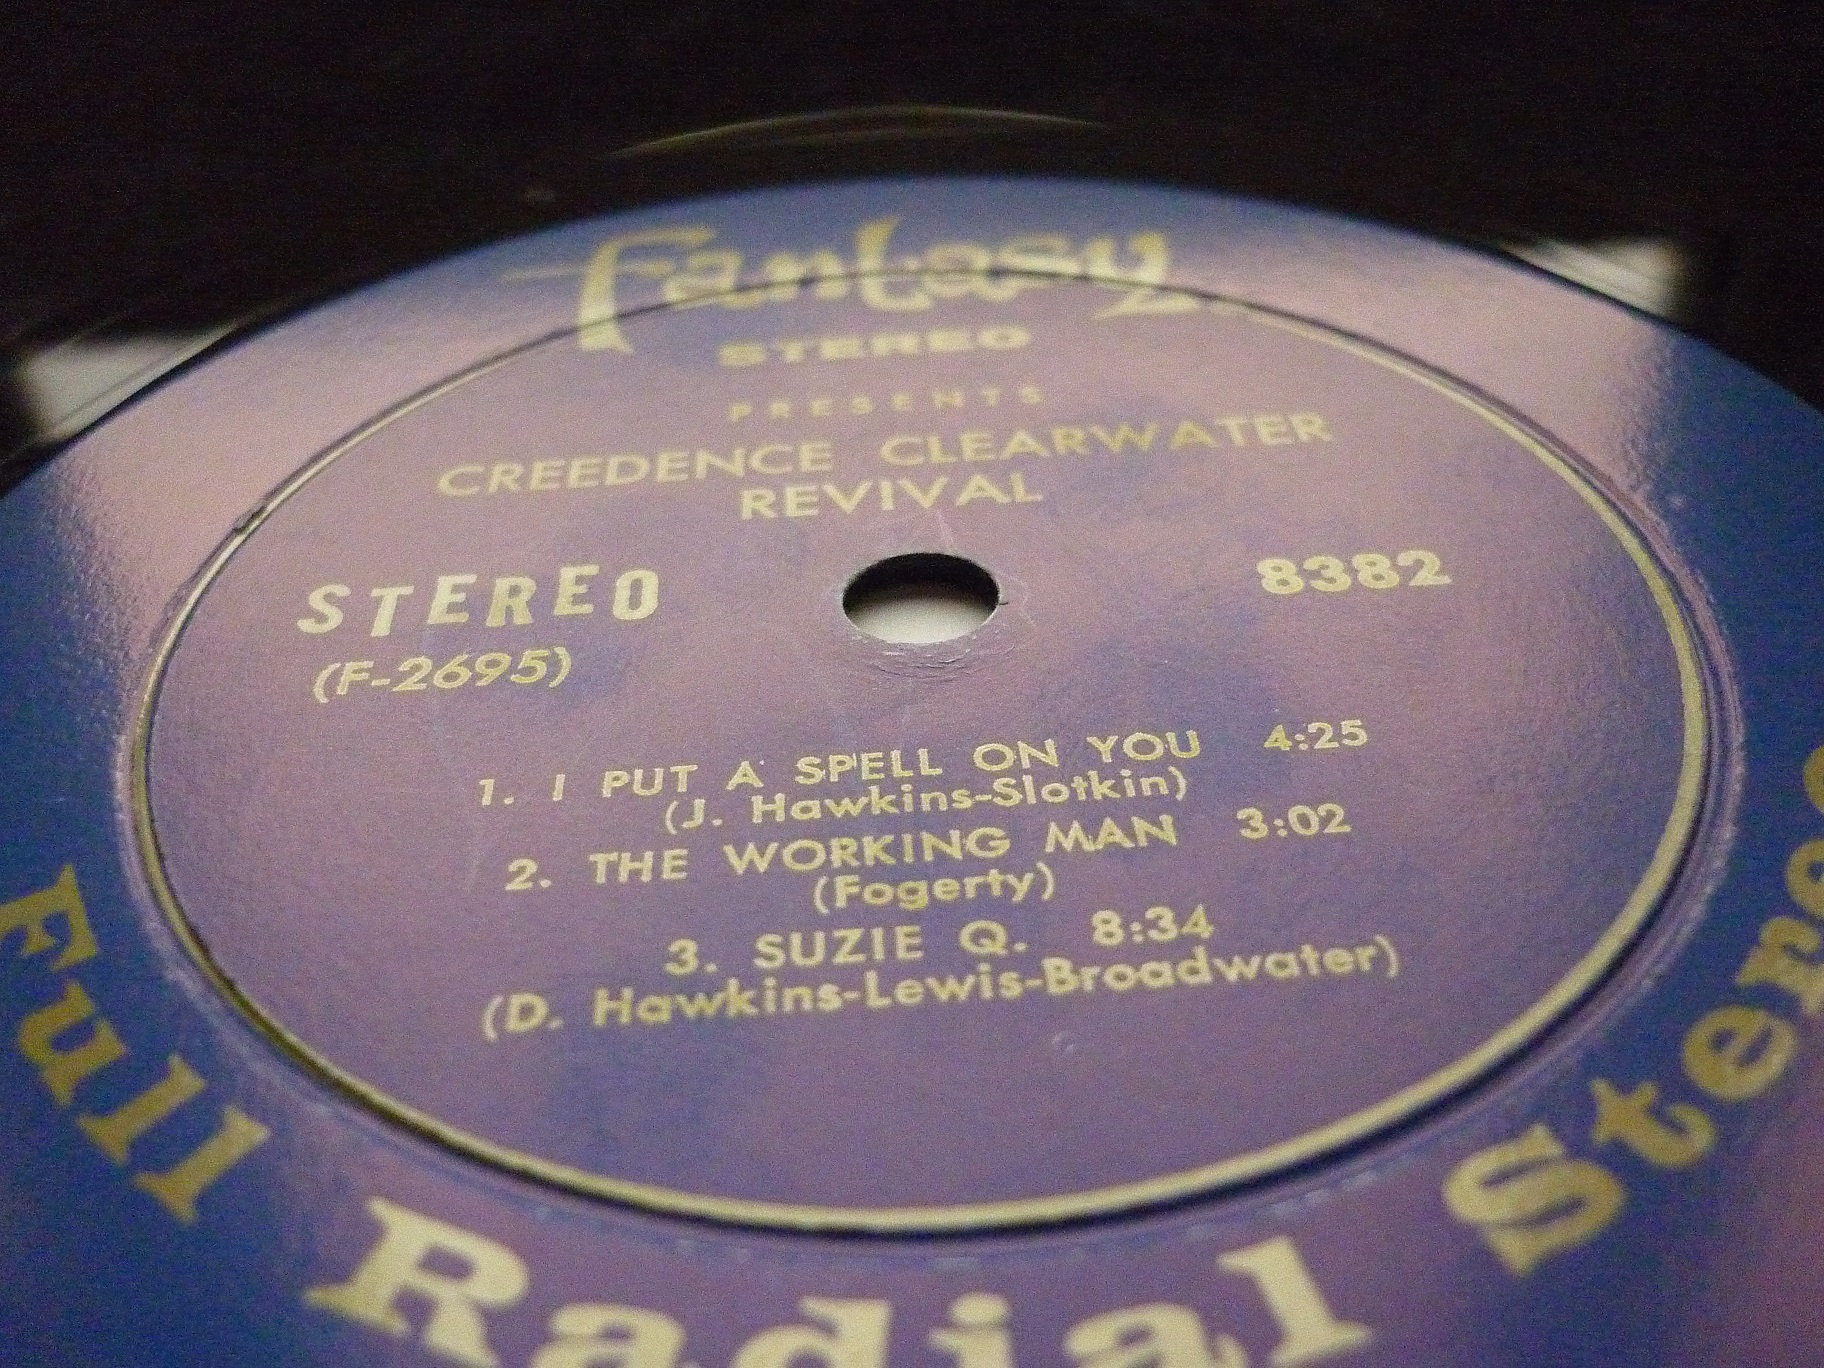 Fantasy
STEREO
PRESENTS
CREEDENCE CLEARWATER
REVIVAL
STEREO
8382
(F-2695)
1. I PUT A SPELL ON YOU 4:25
(J. Hawkins-Slotkin)
2. THE WORKING MAN 3:02
(Fogerty)
3. SUZIE Q. 8:34
(D. Hawkins-Lewis-Broadwater)
Full Radial Stereo